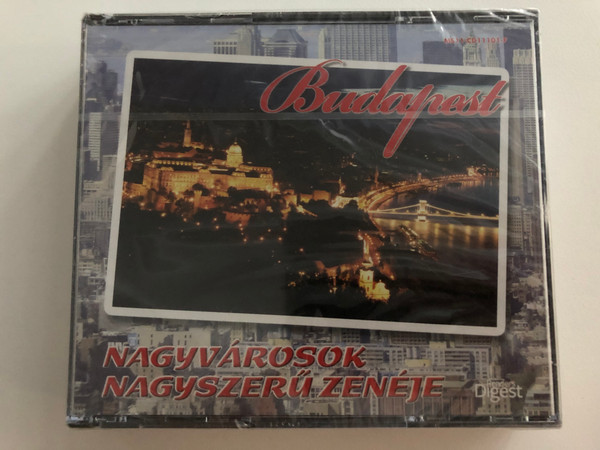 Budapest
NAGYVÁROSOK
NAGYSZERŰ ZENÉJE
Digest